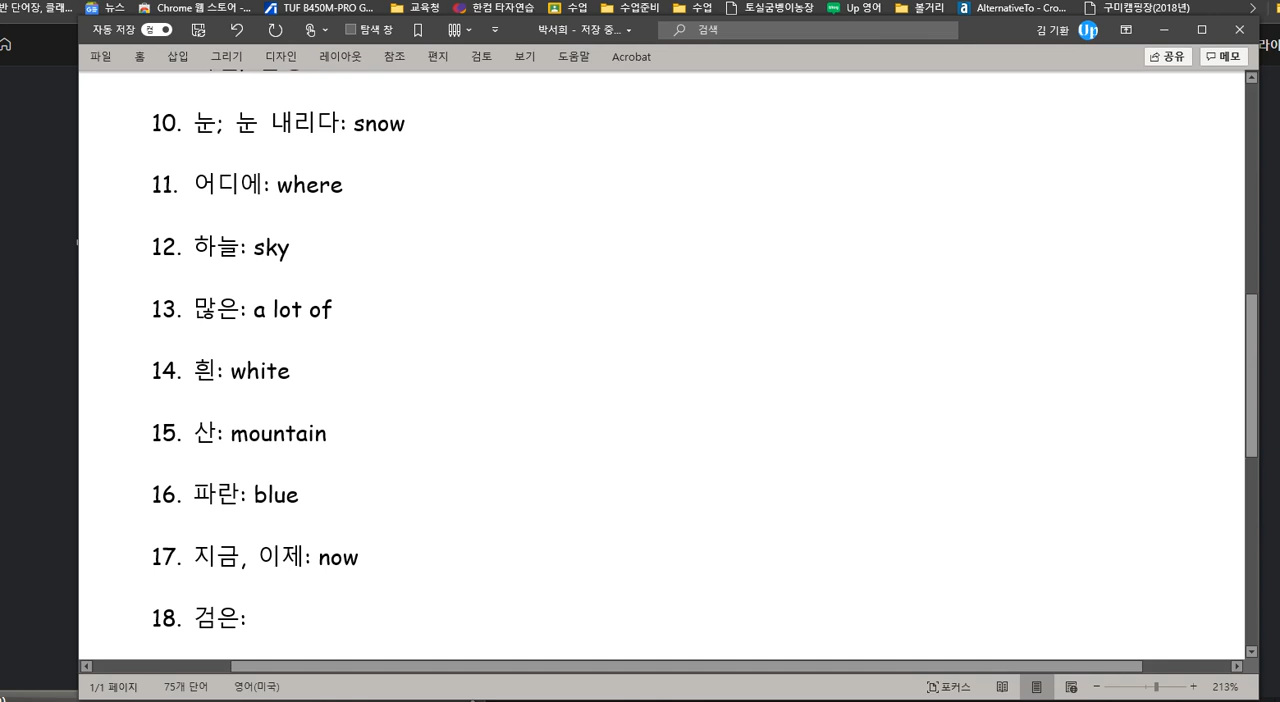 반 단어장, 클래... 뉴스 Chrome 웹 스토어 -... TUF B450M-PRO G... 교육청 한컴 타자연습 수업 수업준비 수업 토실굼벵이농장 Up 영어 볼거리 AlternativeTo - Cro... 구미캠핑장(2018년)
자동 저장 박서희 - 저장 중... 검색 김 기환 Up
탐색 창
파일 홈 삽입 그리기 디자인 레이아웃 참조 편지 검토 보기 도움말 Acrobat 공유 메모
10. 눈; 눈 내리다: snow
11. 어디에: where
12. 하늘: sky
13. 많은: a lot of
14. 흰: white
15. 산: mountain
16. 파란: blue
17. 지금, 이제: now
18. 검은:
1/1 페이지 75개 단어 영어(미국) 포커스 213%